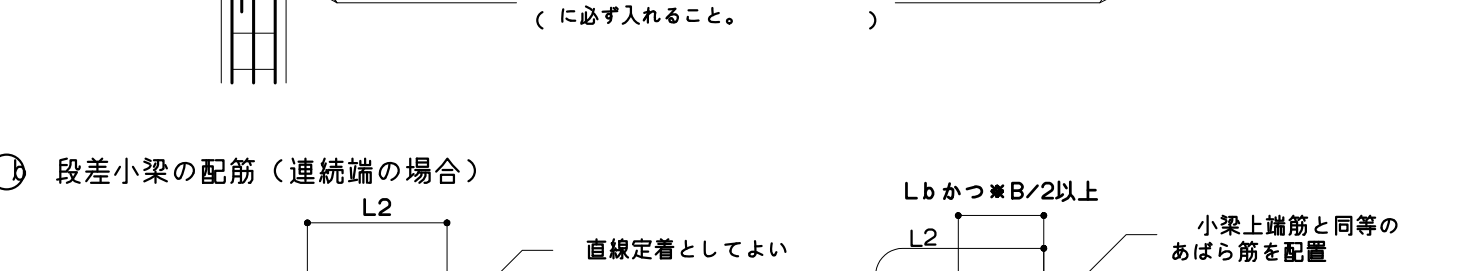 ( に必ず入れること。 )
b 段差小梁の配筋（連続端の場合）
L2
直線定着としてよい
Lbかつ※B/2以上
L2
小梁上端筋と同等の
あばら筋を配置